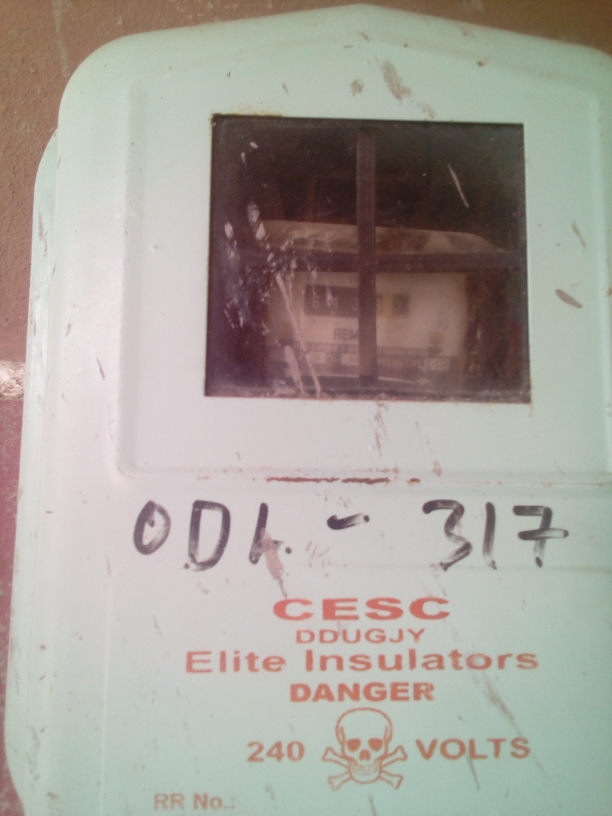 ODL - 317
CESC
DDUGJY
Elite Insulators
DANGER
240 VOLTS
RR No.: